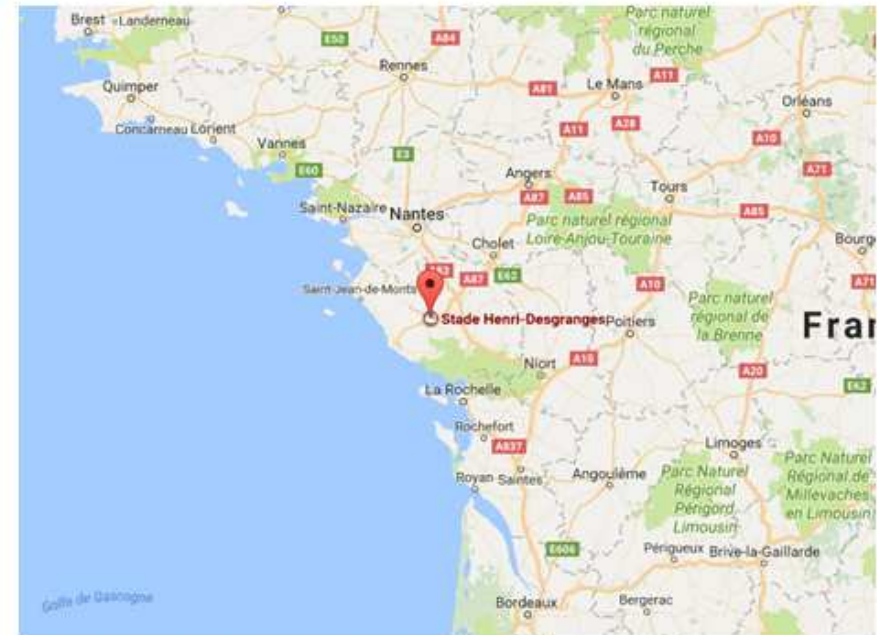 Brest
Landerneau
E50
A84
Parc naturel
régional
du Perche
Rennes
Quimper
A81
Le Mans
A11
Orléans
Concarneau
Lorient
Vannes
E3
A11
A28
A10
E60
Angers
A71
Saint-Nazaire
Nantes
A87
A85
Tours
A85
Parc naturel régional
Loire-Anjou-Touraine
Cholet
Bourg
A83
A87
E62
A10
A71
Saint-Jean-de-Monts
Parc naturel
régional de
la Brenne
Stade Henri-Desgranges
Poitiers
Fran
Niort
A10
A20
E62
La Rochelle
Rochefort
A837
Limoges
Royan
Saintes
Angoulême
Parc Naturel
Régional
Périgord
Limousin
Parc Naturel
Régional de
Millevaches
en Limousin
E606
Périgueux
Brive-la-Gaillarde
Golfe de Gascogne
Bordeaux
Bergerac